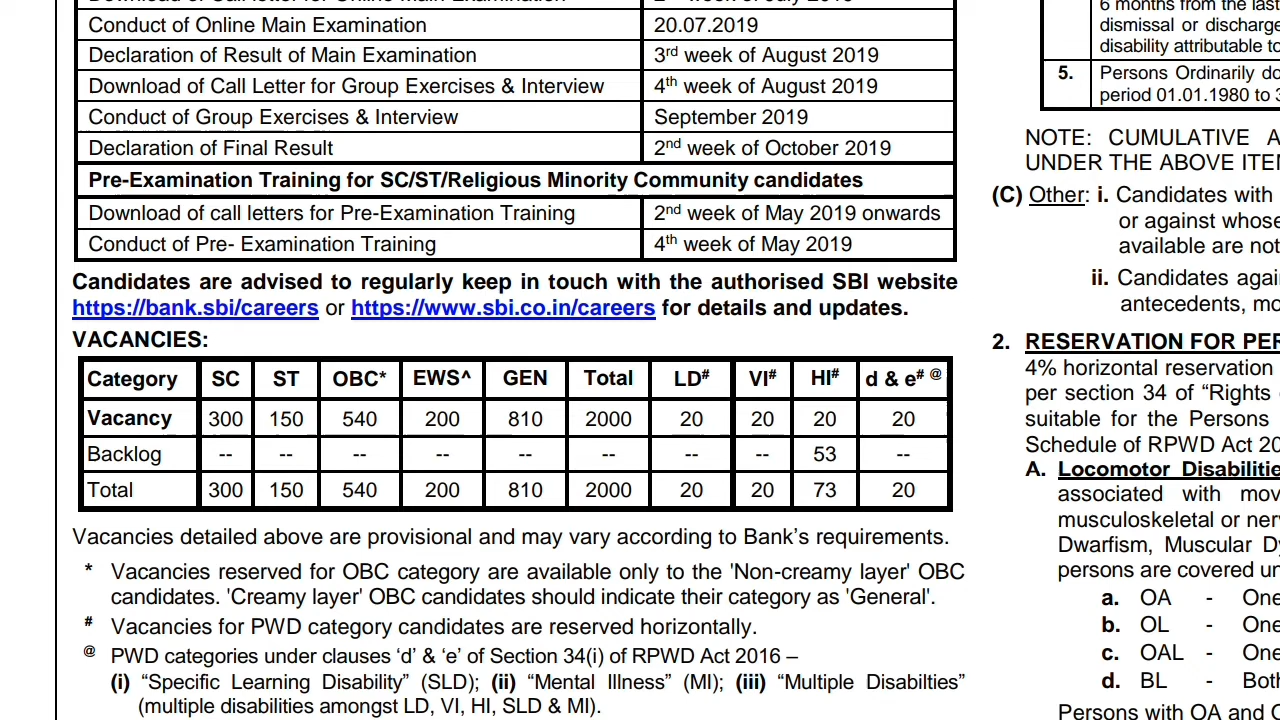 Conduct of Online Main Examination 20.07.2019
Declaration of Result of Main Examination 3rd week of August 2019
Download of Call Letter for Group Exercises & Interview 4th week of August 2019
Conduct of Group Exercises & Interview September 2019
Declaration of Final Result 2nd week of October 2019
Pre-Examination Training for SC/ST/Religious Minority Community candidates
Download of call letters for Pre-Examination Training 2nd week of May 2019 onwards
Conduct of Pre- Examination Training 4th week of May 2019
Candidates are advised to regularly keep in touch with the authorised SBI website
https://bank.sbi/careers or https://www.sbi.co.in/careers for details and updates.
VACANCIES:
Category SC ST OBC* EWS^ GEN Total LD# VI# HI# d & e# @
Vacancy 300 150 540 200 810 2000 20 20 20 20
Backlog -- -- -- -- -- -- -- -- 53 --
Total 300 150 540 200 810 2000 20 20 73 20
Vacancies detailed above are provisional and may vary according to Bank’s requirements.
* Vacancies reserved for OBC category are available only to the 'Non-creamy layer' OBC
candidates. 'Creamy layer' OBC candidates should indicate their category as 'General'.
# Vacancies for PWD category candidates are reserved horizontally.
@ PWD categories under clauses ‘d’ & ‘e’ of Section 34(i) of RPWD Act 2016 –
(i) “Specific Learning Disability” (SLD); (ii) “Mental Illness” (MI); (iii) “Multiple Disabilties”
(multiple disabilities amongst LD, VI, HI, SLD & MI).
6 months from the last
dismissal or discharge
disability attributable to
5. Persons Ordinarily do
period 01.01.1980 to 3
NOTE: CUMULATIVE A
UNDER THE ABOVE ITE
(C) Other: i. Candidates with
or against whose
available are not
ii. Candidates agai
antecedents, mo
2. RESERVATION FOR PER
4% horizontal reservation
per section 34 of “Rights
suitable for the Persons
Schedule of RPWD Act 20
A. Locomotor Disabilitie
associated with mov
musculoskeletal or nerv
Dwarfism, Muscular Dy
persons are covered un
a. OA - One
b. OL - One
c. OAL - One
d. BL - Both
Persons with OA and O